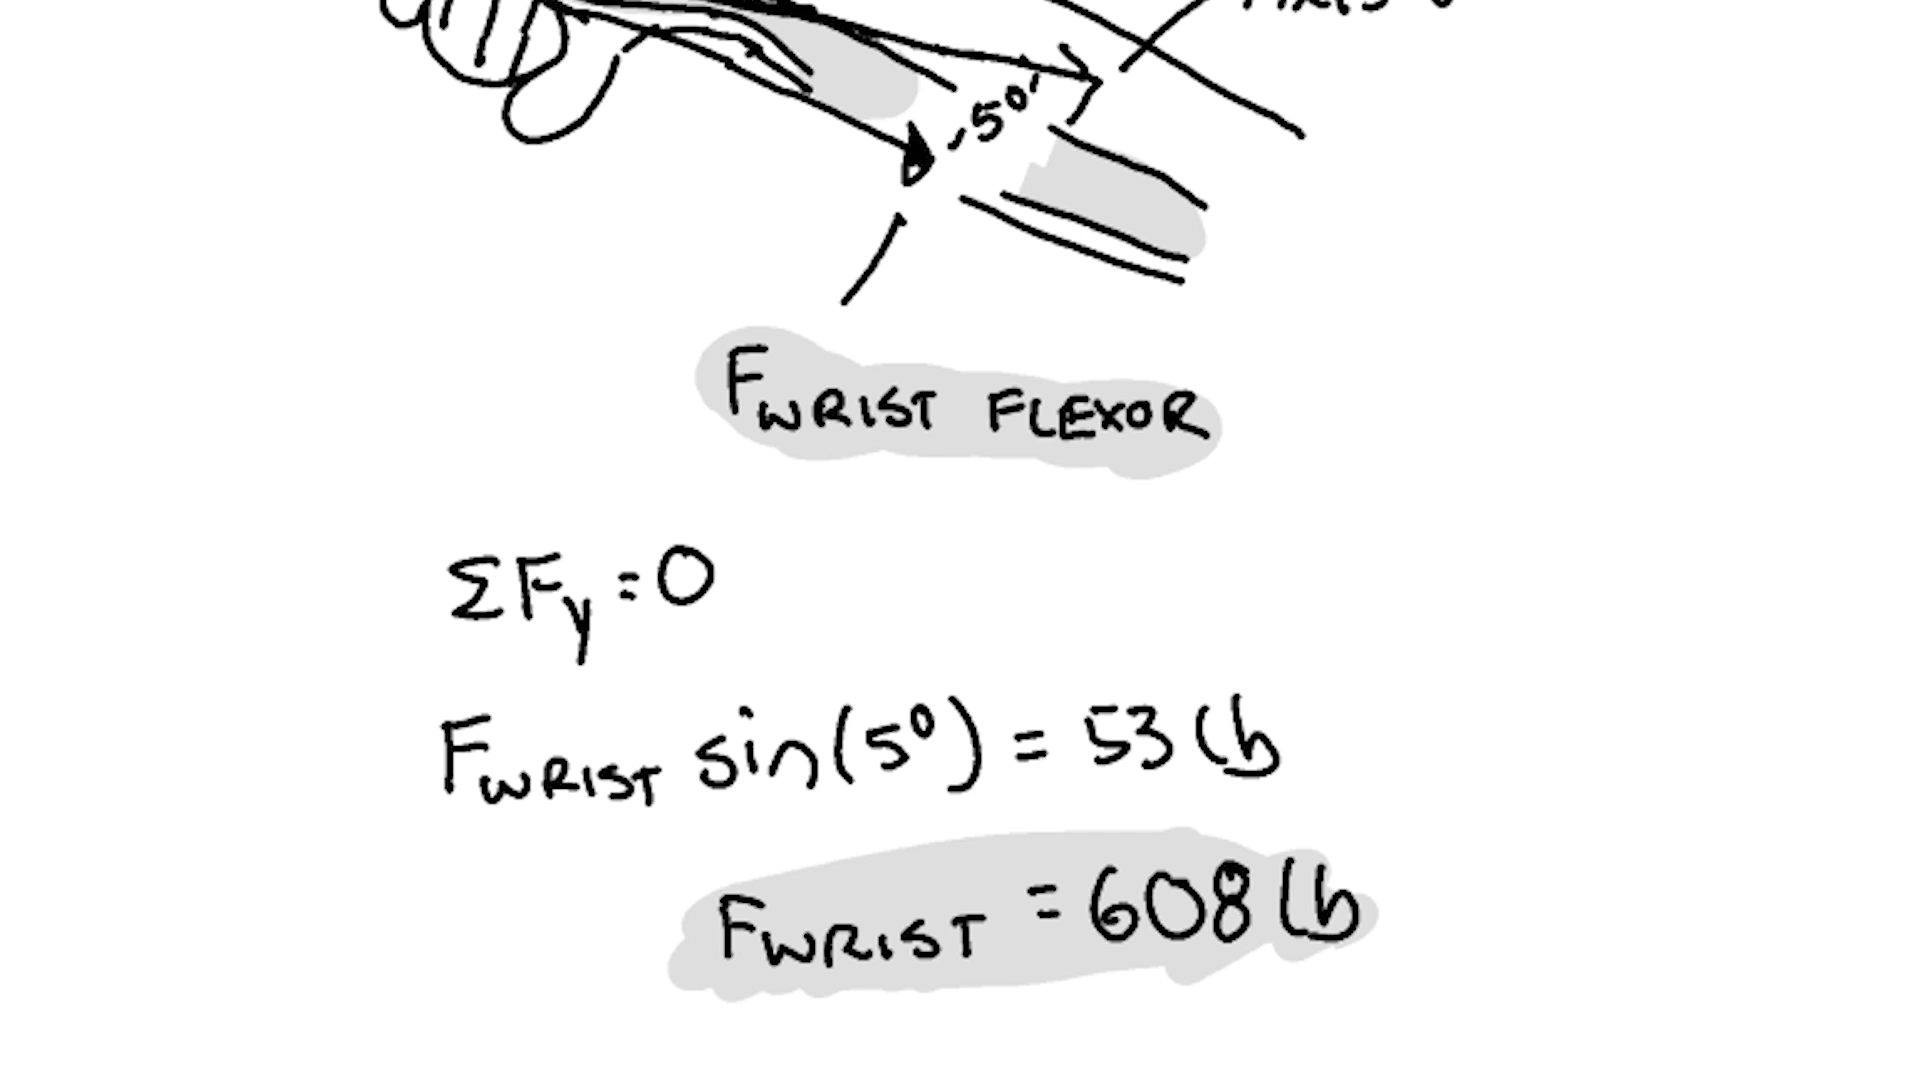 5°
FWRIST FLEXOR
ΣFy = 0
FWRIST sin(5°) = 53 lb
FWRIST = 608 lb